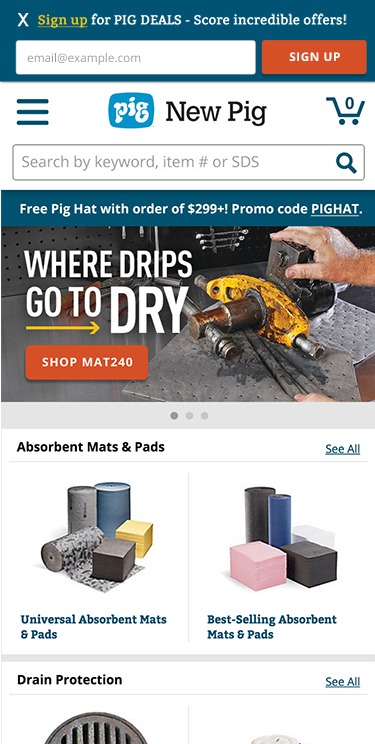 X Sign up for PIG DEALS - Score incredible offers!
email@example.com
SIGN UP
pig New Pig
0
Search by keyword, item # or SDS
Free Pig Hat with order of $299+! Promo code PIGHAT.
WHERE DRIPS
GO TO DRY
SHOP MAT240
Absorbent Mats & Pads
See All
Universal Absorbent Mats
& Pads
Best-Selling Absorbent
Mats & Pads
Drain Protection
See All